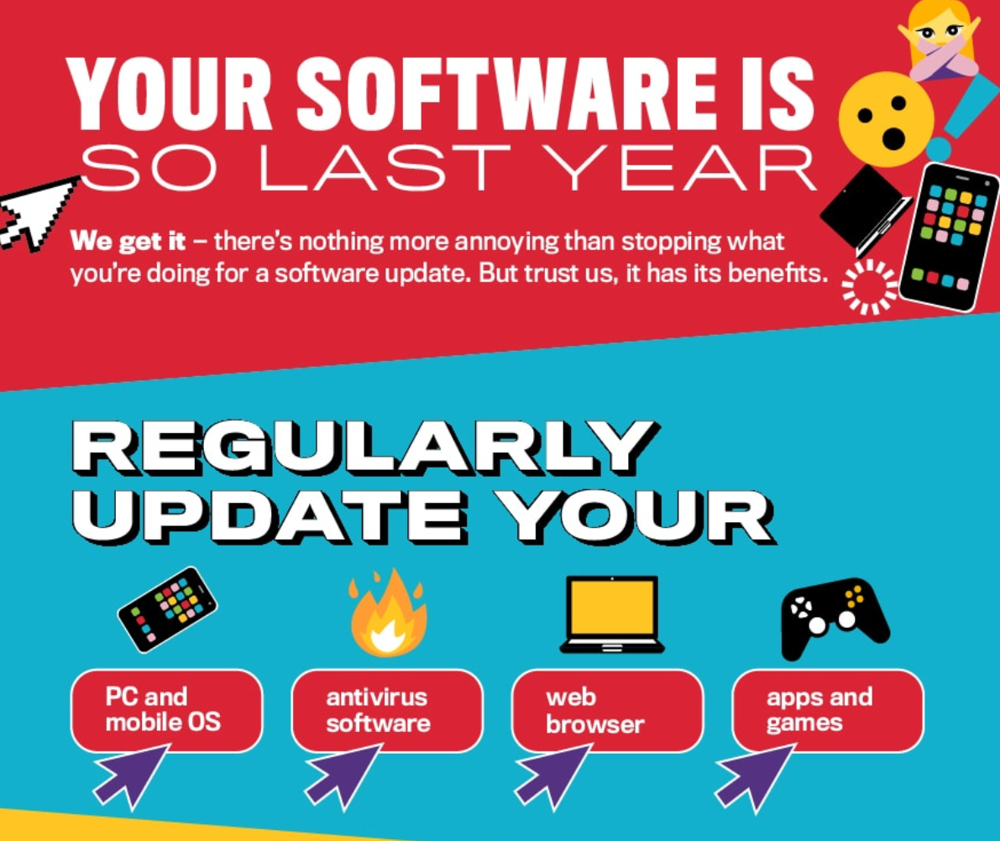 YOUR SOFTWARE IS
SO LAST YEAR
We get it – there's nothing more annoying than stopping what
you're doing for a software update. But trust us, it has its benefits.
REGULARLY
UPDATE YOUR
PC and
mobile OS
antivirus
software
web
browser
apps and
games